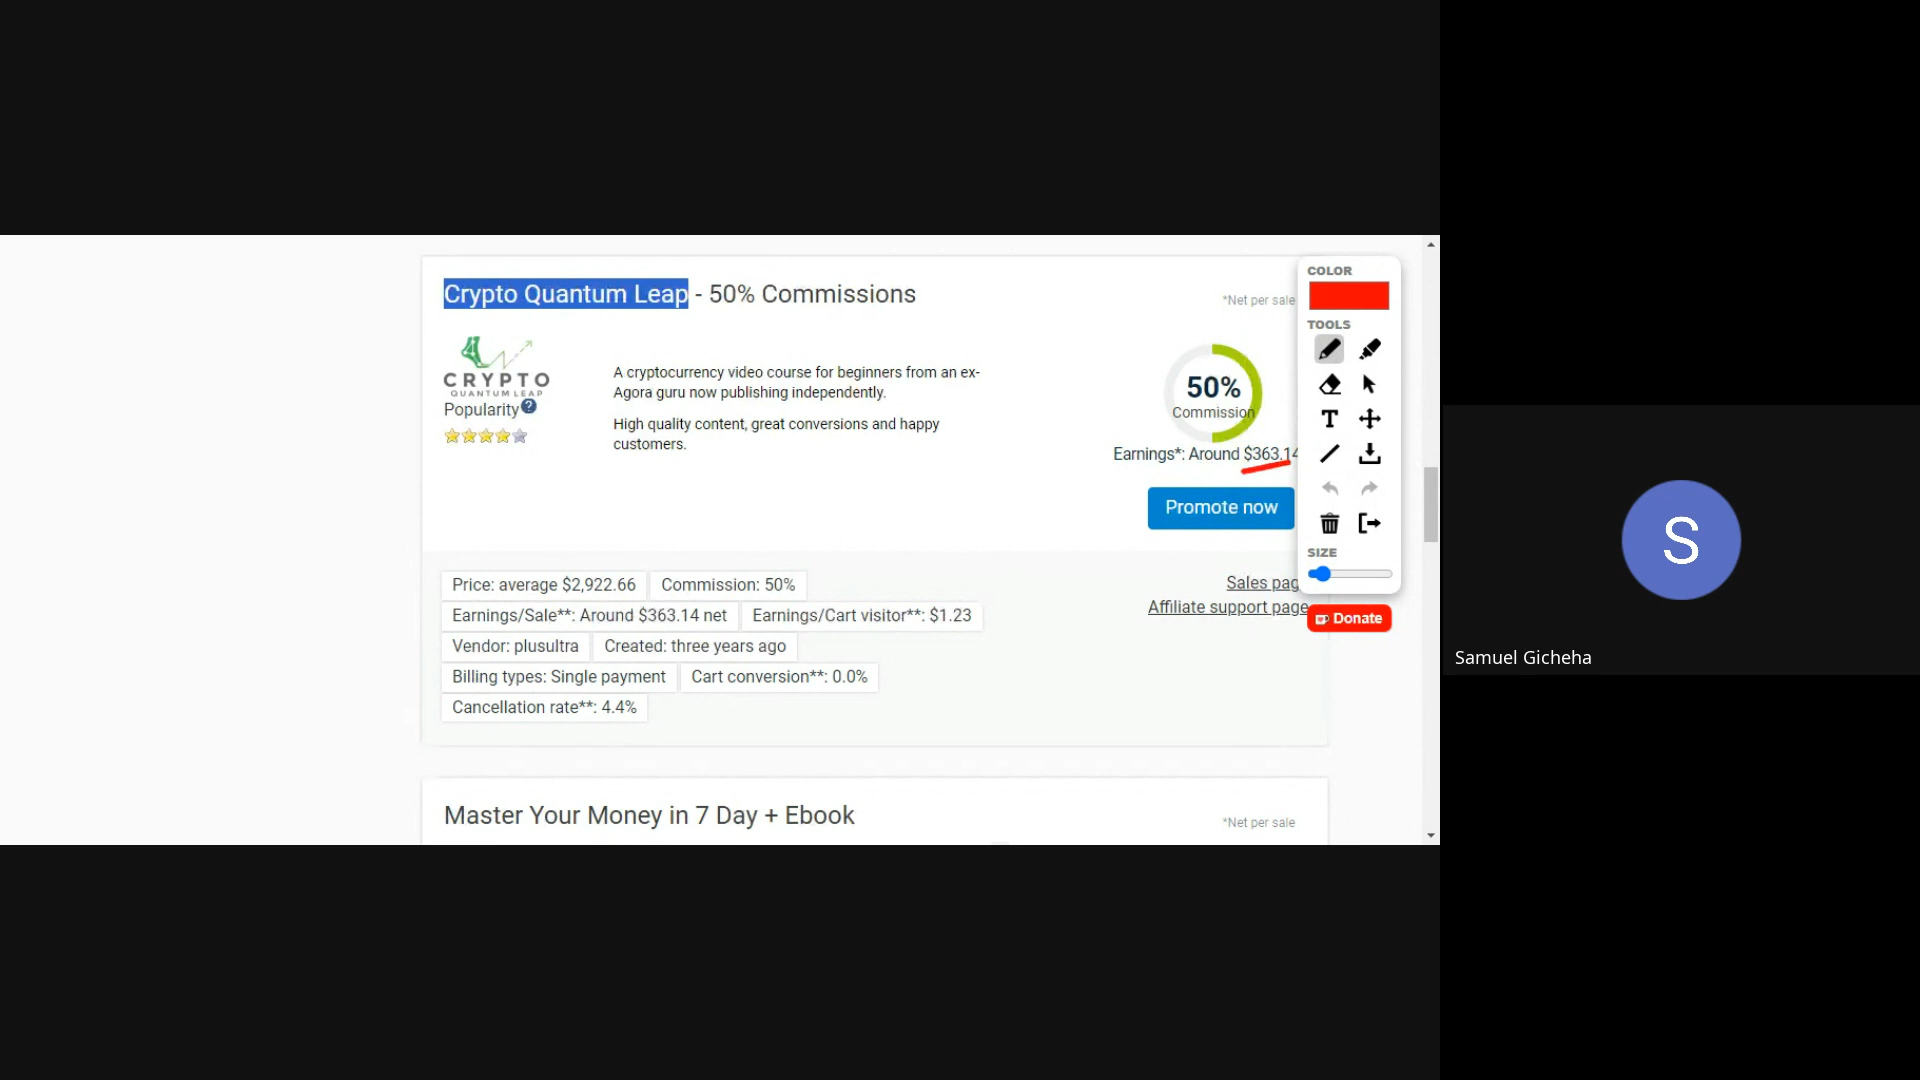 Crypto Quantum Leap - 50% Commissions
*Net per sale
CRYPTO
QUANTUM LEAP
Popularity?
A cryptocurrency video course for beginners from an ex-
Agora guru now publishing independently.
High quality content, great conversions and happy
customers.
50%
Commission
Earnings*: Around $363.14
Promote now
Price: average $2,922.66
Commission: 50%
Earnings/Sale**: Around $363.14 net
Earnings/Cart visitor**: $1.23
Vendor: plusultra
Created: three years ago
Billing types: Single payment
Cart conversion**: 0.0%
Cancellation rate**: 4.4%
Sales pag
Affiliate support page
Master Your Money in 7 Day + Ebook
*Net per sale
COLOR
TOOLS
T
SIZE
Donate
S
Samuel Gicheha